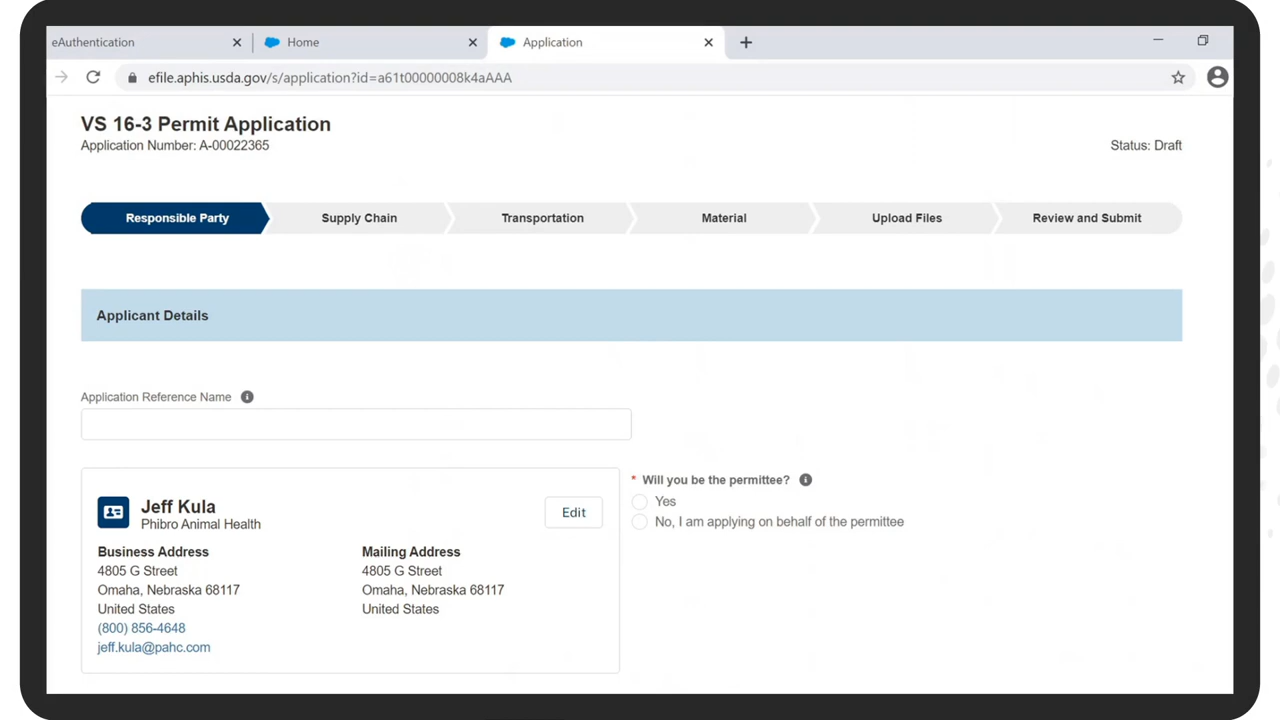 eAuthentication
Home
Application
efile.aphis.usda.gov/s/application?id=a61t00000008k4aAAA
VS 16-3 Permit Application
Application Number: A-00022365
Status: Draft
Responsible Party
Supply Chain
Transportation
Material
Upload Files
Review and Submit
Applicant Details
Application Reference Name
* Will you be the permittee?
Yes
No, I am applying on behalf of the permittee
Jeff Kula
Phibro Animal Health
Edit
Business Address
4805 G Street
Omaha, Nebraska 68117
United States
(800) 856-4648
jeff.kula@pahc.com
Mailing Address
4805 G Street
Omaha, Nebraska 68117
United States